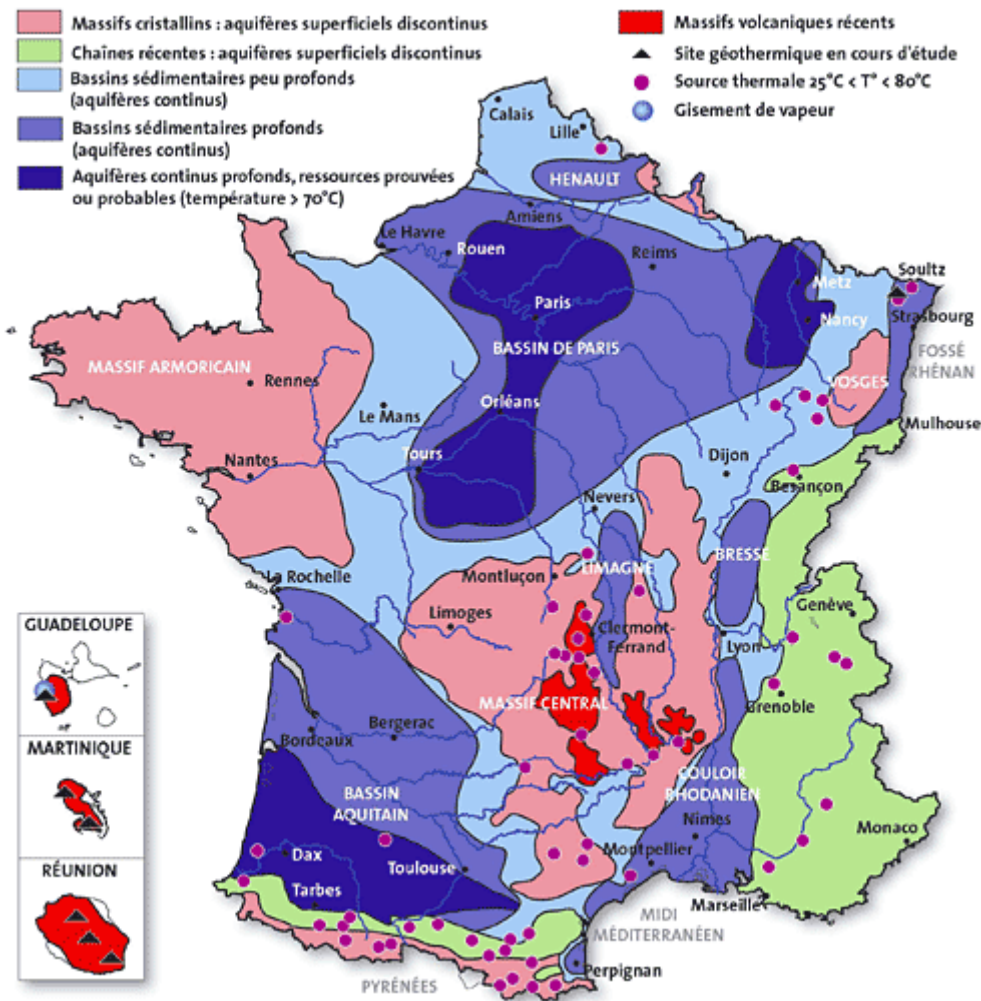 Massifs cristallins : aquifères superficiels discontinus
Chaînes récentes : aquifères superficiels discontinus
Bassins sédimentaires peu profonds
(aquifères continus)
Bassins sédimentaires profonds
(aquifères continus)
Aquifères continus profonds, ressources prouvées
ou probables (température > 70°C)
Massifs volcaniques récents
Site géothermique en cours d'étude
Source thermale 25°C < T° < 80°C
Gisement de vapeur
Calais
Lille
HENAULT
Amiens
Le Havre
Rouen
Reims
Metz
Soultz
Paris
Nancy
Strasbourg
MASSIF ARMORICAIN
BASSIN DE PARIS
FOSSÉ
RHÉNAN
VOSGES
Rennes
Le Mans
Orléans
Mulhouse
Nantes
Tours
Dijon
Besançon
Nevers
BRESSE
La Rochelle
Montluçon
LIMAGNE
Limoges
Clermont-
Ferrand
Lyon
Genève
MASSIF CENTRAL
Grenoble
Bergerac
Bordeaux
COULOIR
RHODANIEN
BASSIN
AQUITAIN
Nimes
Monaco
Dax
Toulouse
Montpellier
Tarbes
Marseille
MIDI
MÉDITERRANÉEN
Perpignan
PYRÉNÉES
GUADELOUPE
MARTINIQUE
RÉUNION